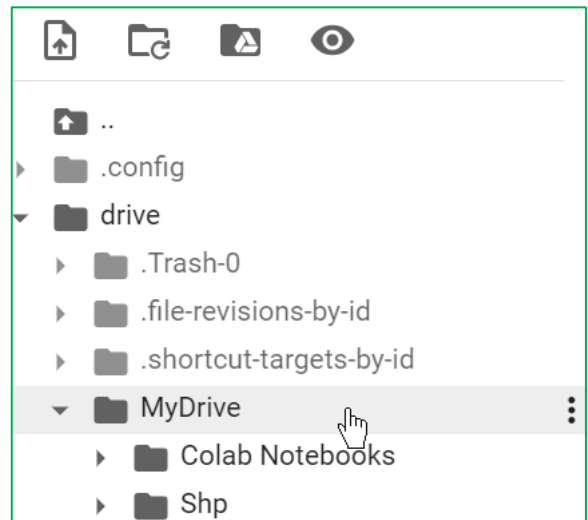 ..
.config
drive
.Trash-0
.file-revisions-by-id
.shortcut-targets-by-id
MyDrive
Colab Notebooks
Shp